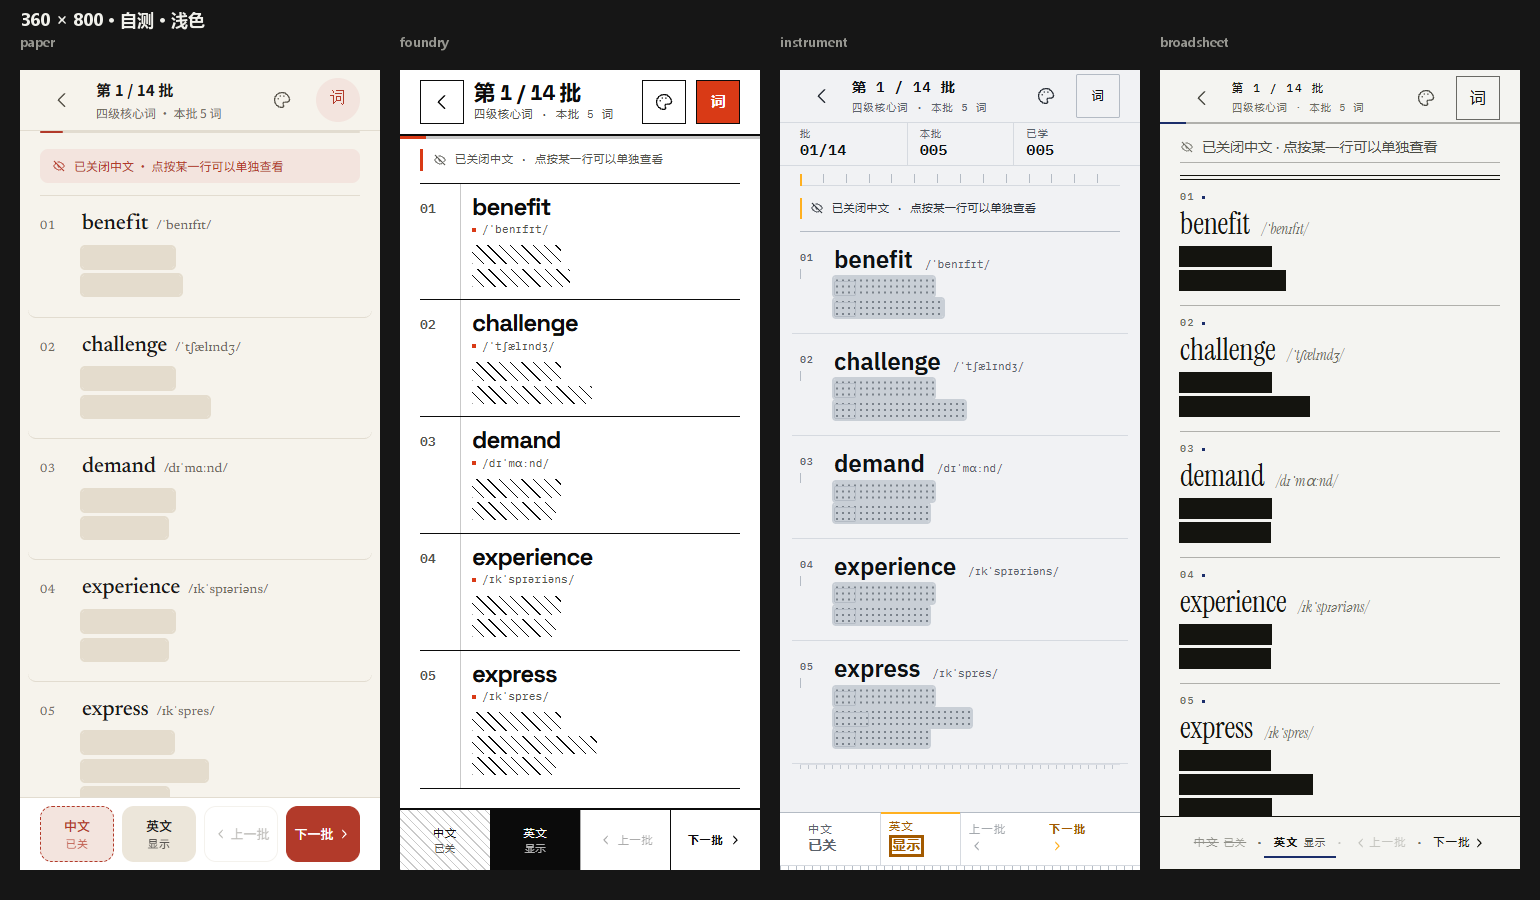 360 × 800 • 自测 • 浅色
paper
第 1 / 14 批
四级核心词 · 本批 5 词
词
已关闭中文 · 点按某一行可以单独查看
01 benefit /ˈbenɪfɪt/
02 challenge /ˈtʃælɪndʒ/
03 demand /dɪˈmɑːnd/
04 experience /ɪkˈspɪəriəns/
05 express /ɪkˈspres/
中文 已关
英文 显示
上一批
下一批
foundry
第 1 / 14 批
四级核心词 · 本批 5 词
词
已关闭中文 · 点按某一行可以单独查看
01 benefit
/ˈbenɪfɪt/
02 challenge
/ˈtʃælɪndʒ/
03 demand
/dɪˈmɑːnd/
04 experience
/ɪkˈspɪəriəns/
05 express
/ɪkˈspres/
中文 已关
英文 显示
上一批
下一批
instrument
第 1 / 14 批
四级核心词 · 本批 5 词
词
批 本批 已学
01/14 005 005
已关闭中文 · 点按某一行可以单独查看
01 benefit /ˈbenɪfɪt/
02 challenge /ˈtʃælɪndʒ/
03 demand /dɪˈmɑːnd/
04 experience /ɪkˈspɪəriəns/
05 express /ɪkˈspres/
中文 已关
英文 显示
上一批
下一批
broadsheet
第 1 / 14 批
四级核心词 · 本批 5 词
词
已关闭中文 · 点按某一行可以单独查看
01
benefit /ˈbenɪfɪt/
02
challenge /ˈtʃælɪndʒ/
03
demand /dɪˈmɑːnd/
04
experience /ɪkˈspɪəriəns/
05
express /ɪkˈspres/
中文 已关 · 英文 显示 · 上一批 · 下一批